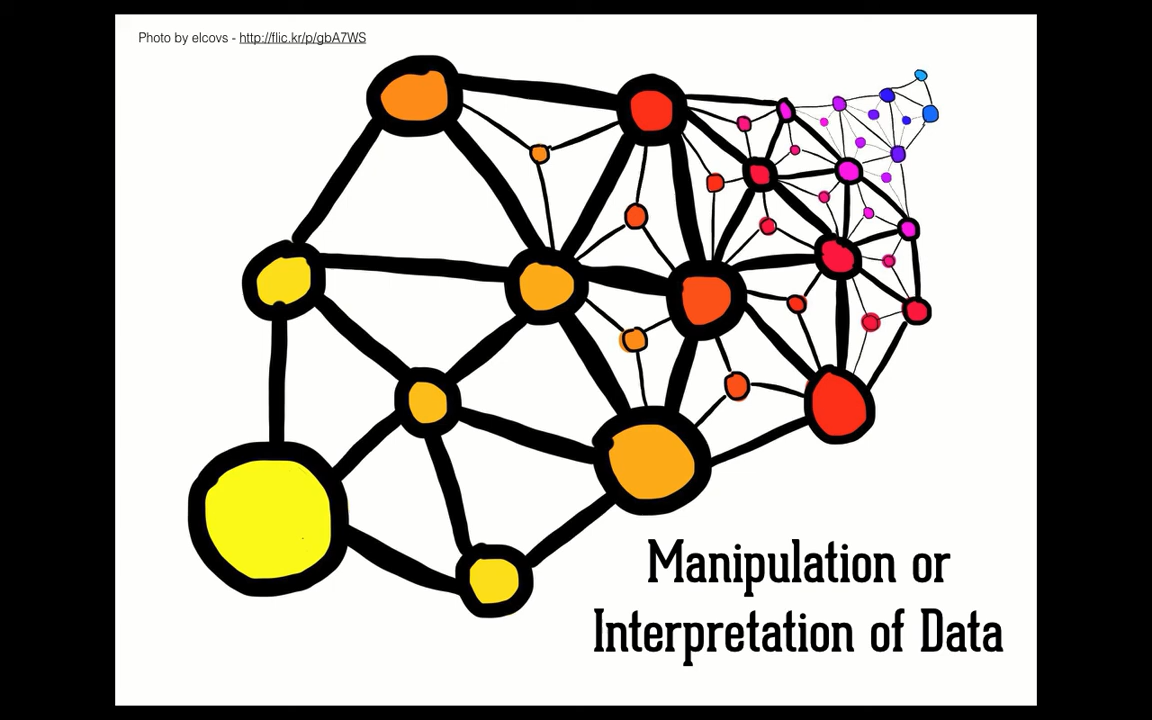 Photo by elcovs - http://flic.kr/p/gbA7WS
Manipulation or
Interpretation of Data